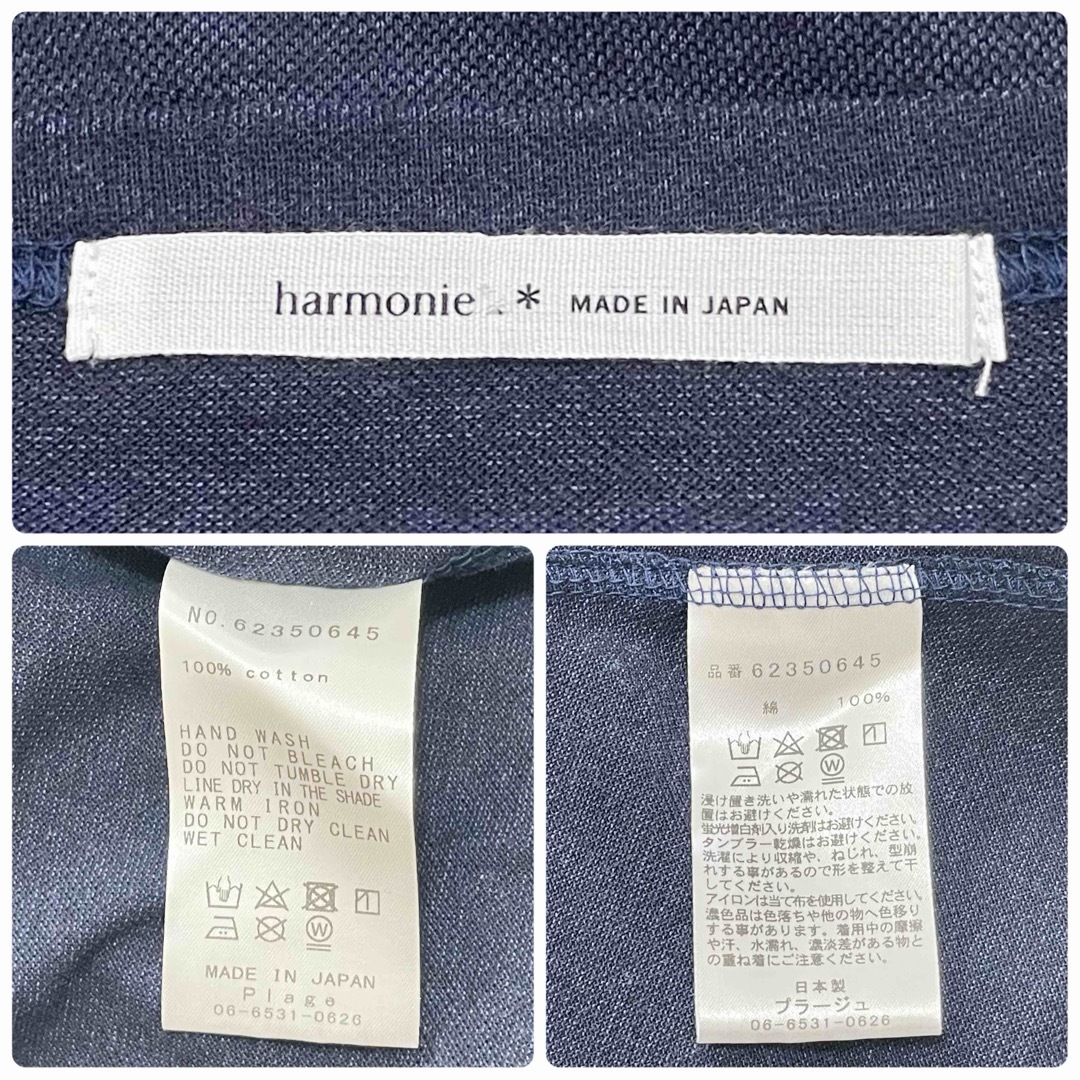 harmonie * MADE IN JAPAN
NO.62350645
100% cotton
HAND WASH
DO NOT BLEACH
DO NOT TUMBLE DRY
LINE DRY IN THE SHADE
WARM IRON
DO NOT DRY CLEAN
WET CLEAN
W
MADE IN JAPAN
Plage
06-6531-0626
品番62350645
綿 100%
W
浸け置き洗いや濡れた状態での放
置はお避けください。
蛍光増白剤入り洗剤はお避けください。
タンブラー乾燥はお避けください。
洗濯により収縮や、ねじれ、型崩
れする事があるので形を整えて干
してください。
アイロンは当て布を使用してください。
濃色品は色落ちや他の物へ色移り
する事があります。着用中の摩擦
や汗、水濡れ、濃淡差がある物と
の重ね着にご注意ください。
日本製
プラージュ
06-6531-0626